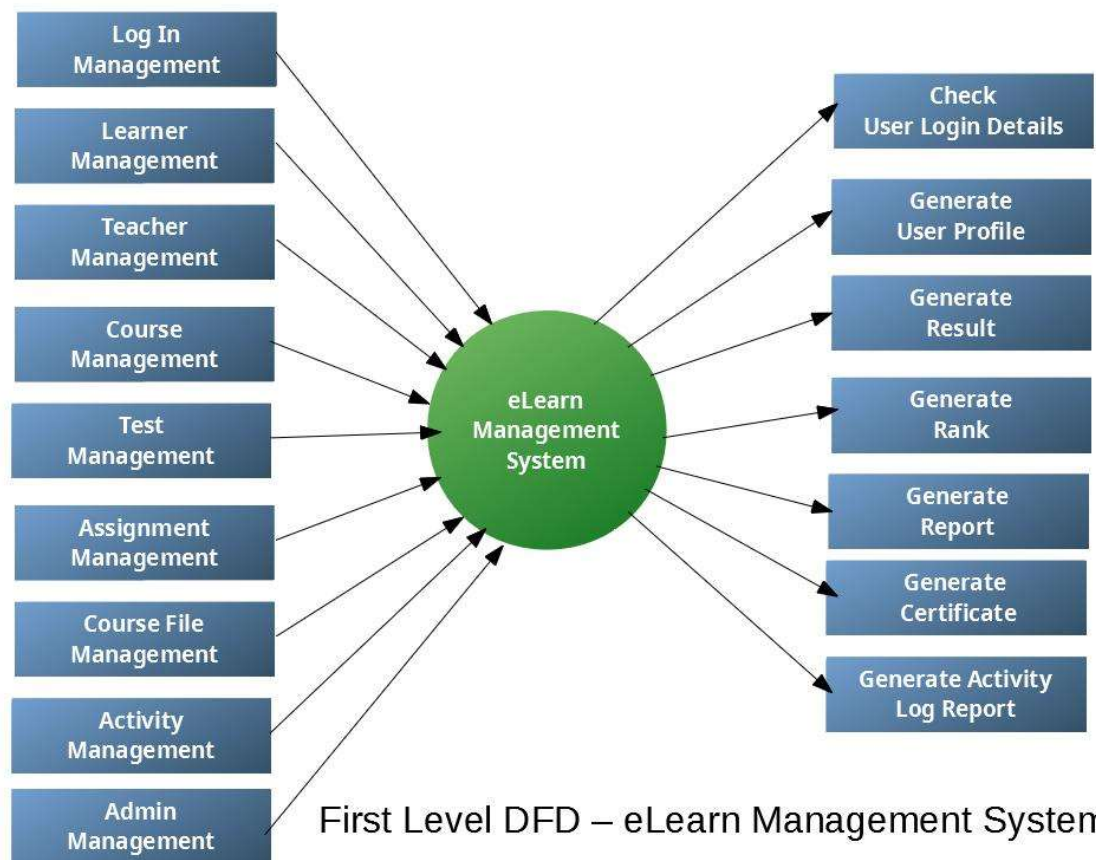 Log In
Management
Learner
Management
Teacher
Management
Course
Management
Test
Management
Assignment
Management
Course File
Management
Activity
Management
Admin
Management
eLearn
Management
System
Check
User Login Details
Generate
User Profile
Generate
Result
Generate
Rank
Generate
Report
Generate
Certificate
Generate Activity
Log Report
First Level DFD – eLearn Management System